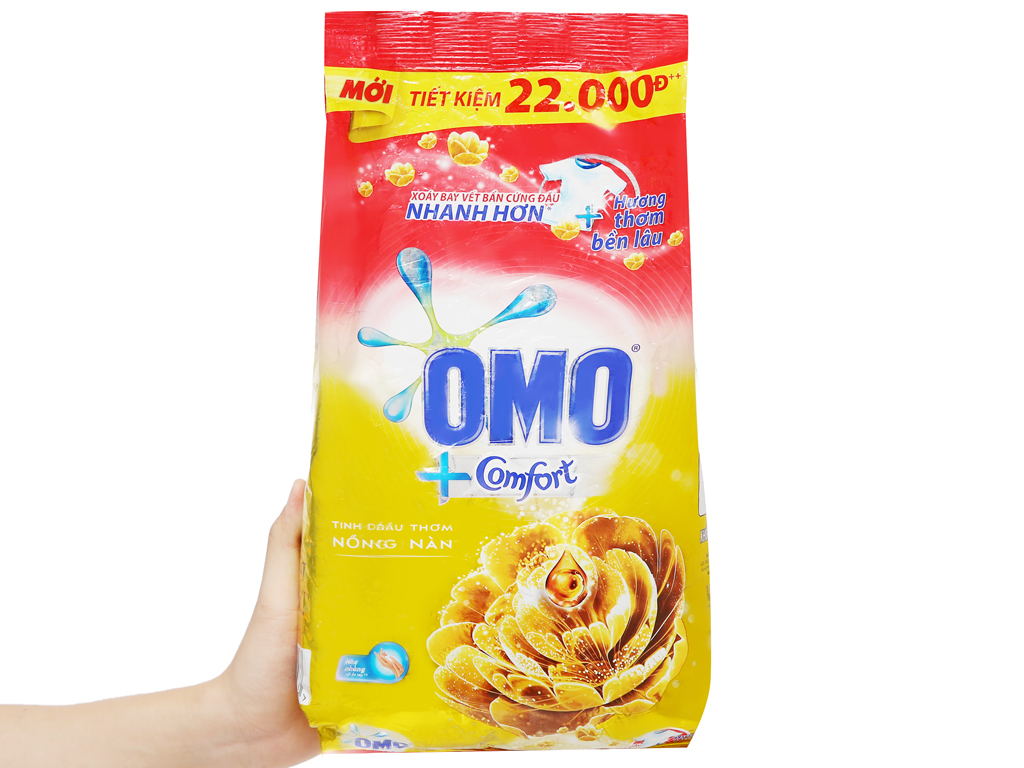 MỚI TIẾT KIỆM 22.000Đ++
XOÁY BAY VẾT BẨN CỨNG ĐẦU
NHANH HƠN*
+ Hương
thơm
bền lâu
OMO®
+ Comfort
TINH DẦU THƠM
NỒNG NÀN
OMO